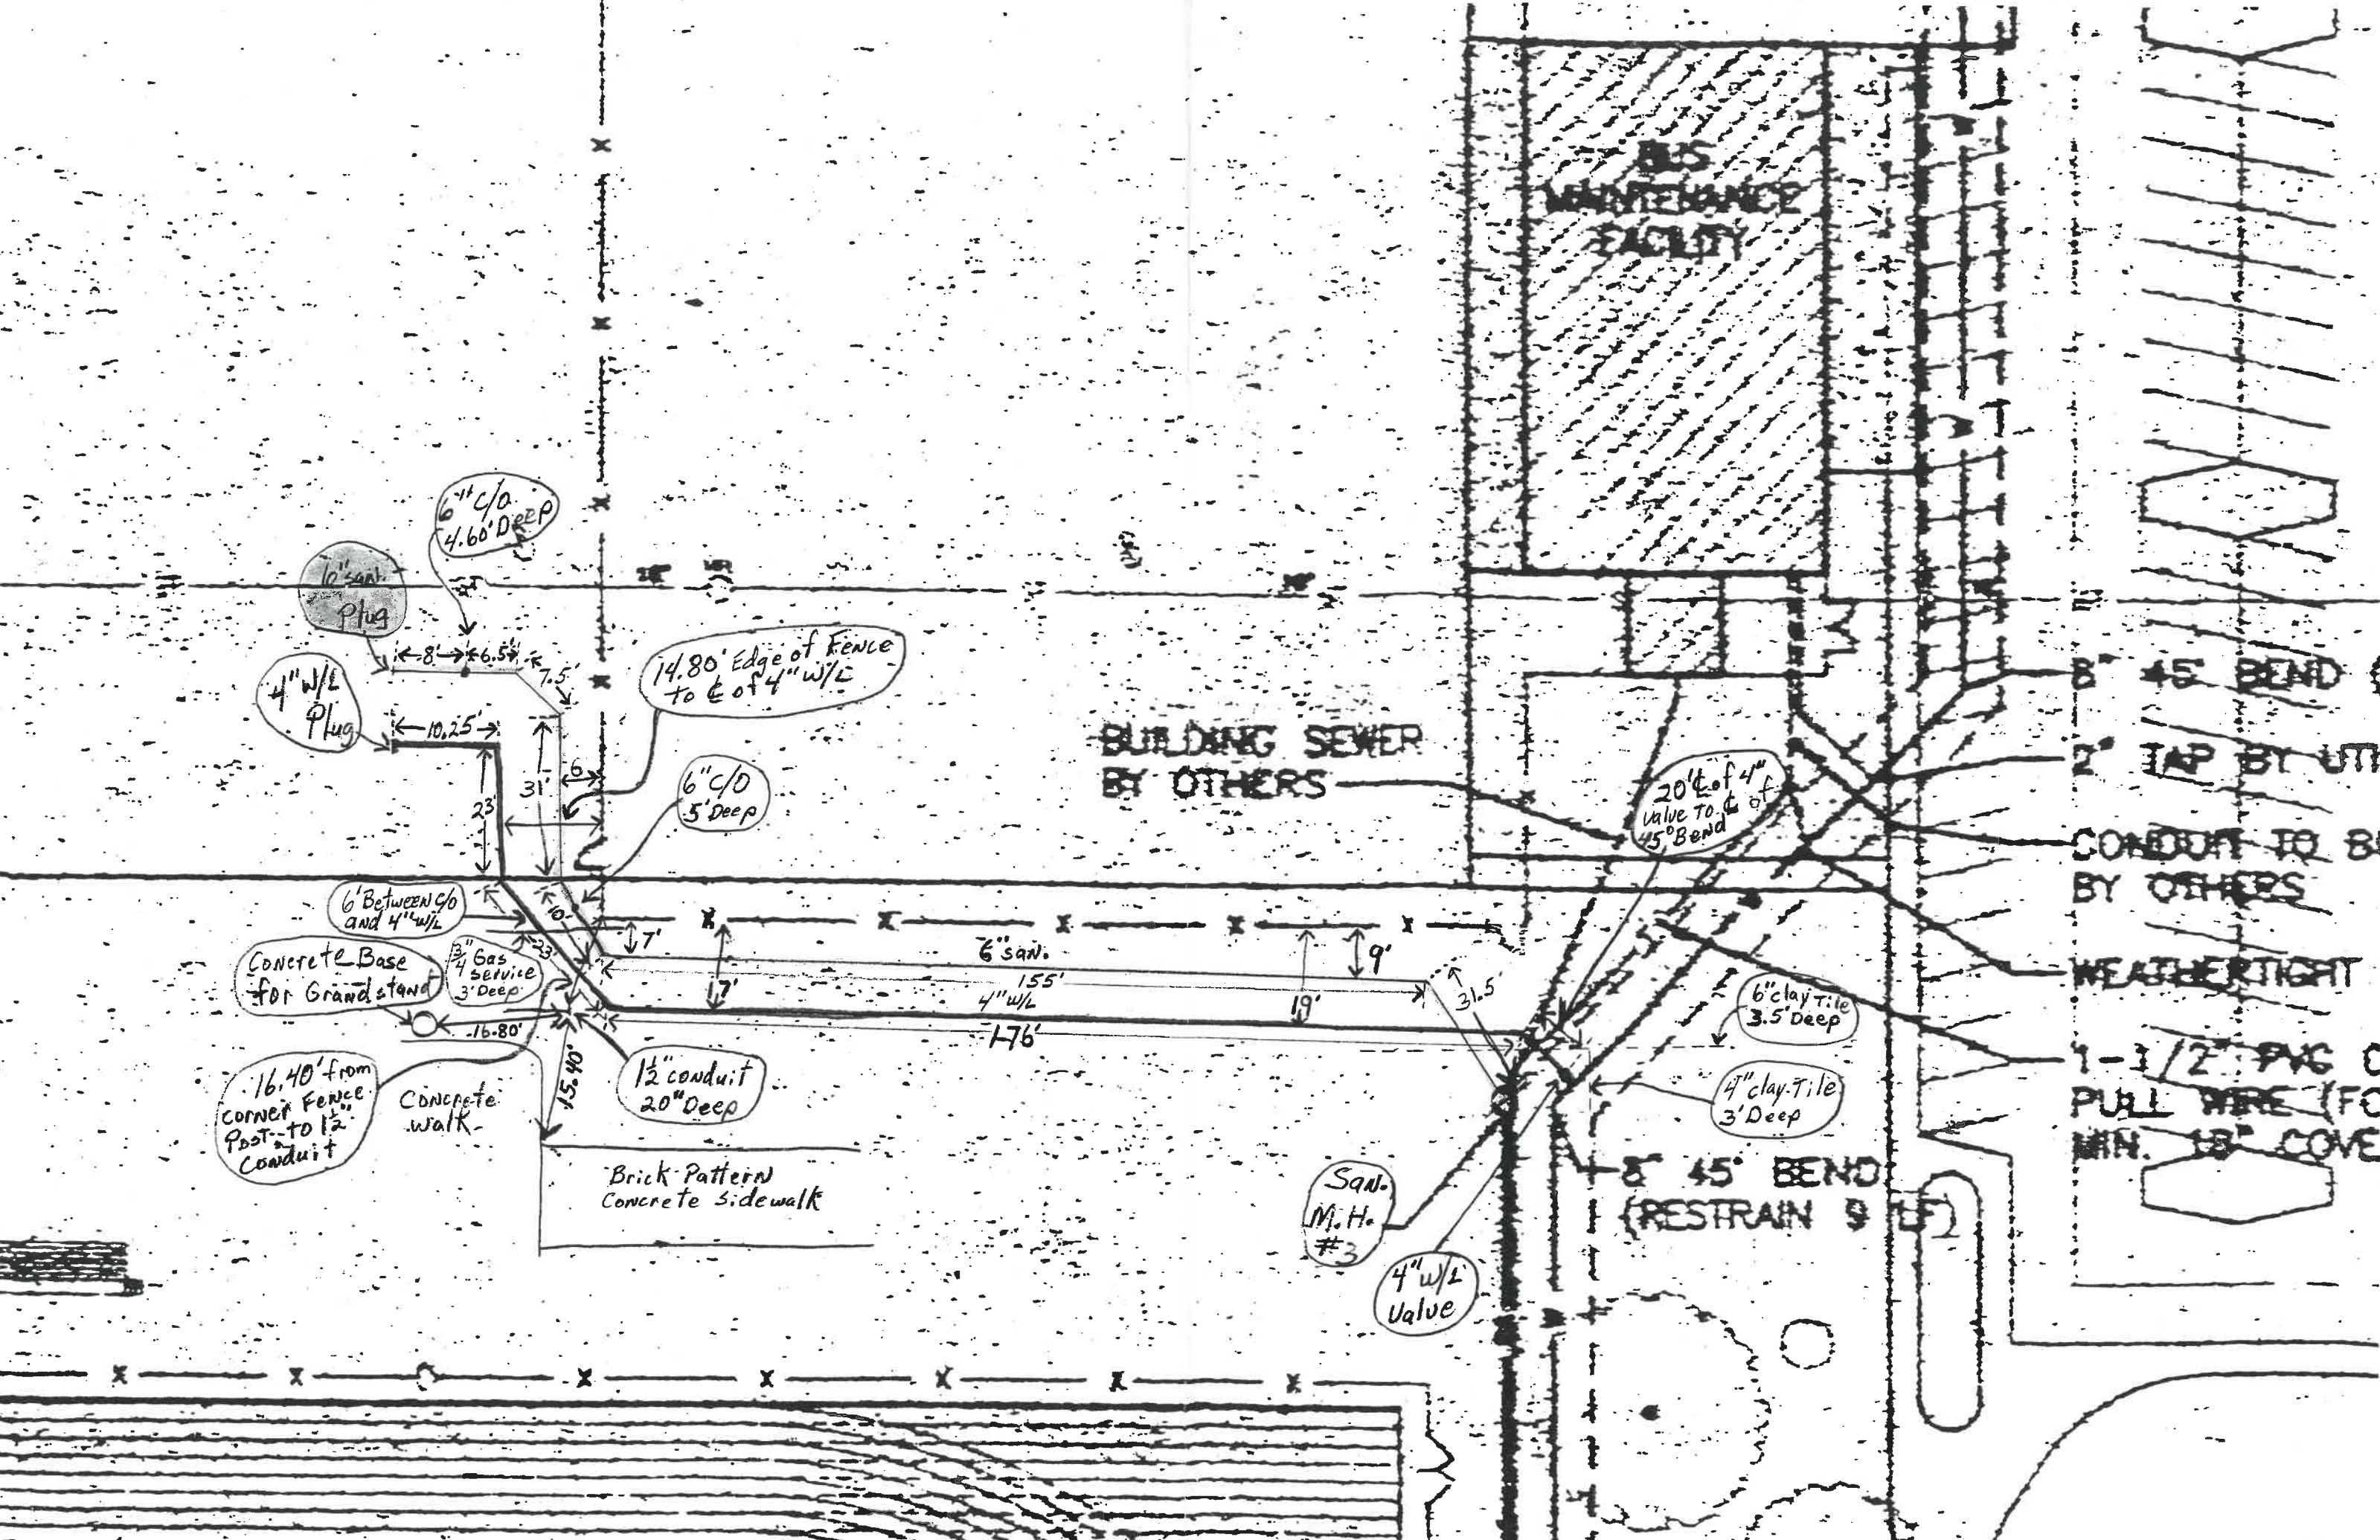 BUS
MAINTENANCE
FACILITY
6" C/O
4.60' Deep
6" san.
Plug
8'
6.5'
7.5'
14.80' Edge of Fence
to ℄ of 4" W/L
4" W/L
Plug
10.25'
31'
6
23'
6" C/O
5' Deep
BUILDING SEWER
BY OTHERS
20' ℄ of 4"
Value To ℄ of
45° Bend
8" 45° BEND
2" TAP BY UTI
CONDUIT TO B
BY OTHERS
WEATHERTIGHT
1-1/2" PVC C
PULL WIRE (FO
MIN. 18" COVE
6' Between C/O
and 4" W/L
10'
23'
7'
17'
6" san.
155'
4" W/L
176'
19'
9'
31.5
Concrete Base
for Grandstand
3/4" Gas
Service
3' Deep
16.80'
15.40'
6" clay Tile
3.5' Deep
4" clay Tile
3' Deep
16.40' from
corner Fence
Post to 1½"
Conduit
Concrete
walk
1½" conduit
20" Deep
Brick Pattern
Concrete Sidewalk
San.
M.H.
#3
8" 45° BEND
(RESTRAIN 9 LF)
4" W/L
Value